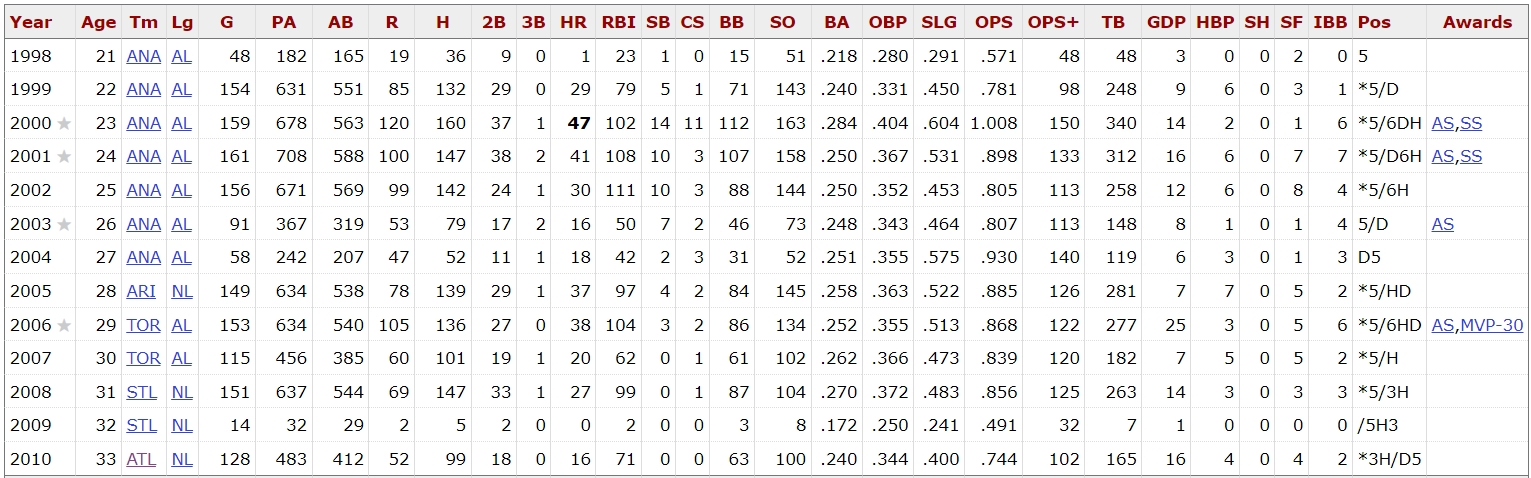 Year Age Tm Lg G PA AB R H 2B 3B HR RBI SB CS BB SO BA OBP SLG OPS OPS+ TB GDP HBP SH SF IBB Pos Awards
1998 21 ANA AL 48 182 165 19 36 9 0 1 23 1 0 15 51 .218 .280 .291 .571 48 48 3 0 0 2 0 5
1999 22 ANA AL 154 631 551 85 132 29 0 29 79 5 1 71 143 .240 .331 .450 .781 98 248 9 6 0 3 1 *5/D
2000 ★ 23 ANA AL 159 678 563 120 160 37 1 47 102 14 11 112 163 .284 .404 .604 1.008 150 340 14 2 0 1 6 *5/6DH AS,SS
2001 ★ 24 ANA AL 161 708 588 100 147 38 2 41 108 10 3 107 158 .250 .367 .531 .898 133 312 16 6 0 7 7 *5/D6H AS,SS
2002 25 ANA AL 156 671 569 99 142 24 1 30 111 10 3 88 144 .250 .352 .453 .805 113 258 12 6 0 8 4 *5/6H
2003 ★ 26 ANA AL 91 367 319 53 79 17 2 16 50 7 2 46 73 .248 .343 .464 .807 113 148 8 1 0 1 4 5/D AS
2004 27 ANA AL 58 242 207 47 52 11 1 18 42 2 3 31 52 .251 .355 .575 .930 140 119 6 3 0 1 3 D5
2005 28 ARI NL 149 634 538 78 139 29 1 37 97 4 2 84 145 .258 .363 .522 .885 126 281 7 7 0 5 2 *5/HD
2006 ★ 29 TOR AL 153 634 540 105 136 27 0 38 104 3 2 86 134 .252 .355 .513 .868 122 277 25 3 0 5 6 *5/6HD AS,MVP-30
2007 30 TOR AL 115 456 385 60 101 19 1 20 62 0 1 61 102 .262 .366 .473 .839 120 182 7 5 0 5 2 *5/H
2008 31 STL NL 151 637 544 69 147 33 1 27 99 0 1 87 104 .270 .372 .483 .856 125 263 14 3 0 3 3 *5/3H
2009 32 STL NL 14 32 29 2 5 2 0 0 2 0 0 3 8 .172 .250 .241 .491 32 7 1 0 0 0 0 /5H3
2010 33 ATL NL 128 483 412 52 99 18 0 16 71 0 0 63 100 .240 .344 .400 .744 102 165 16 4 0 4 2 *3H/D5